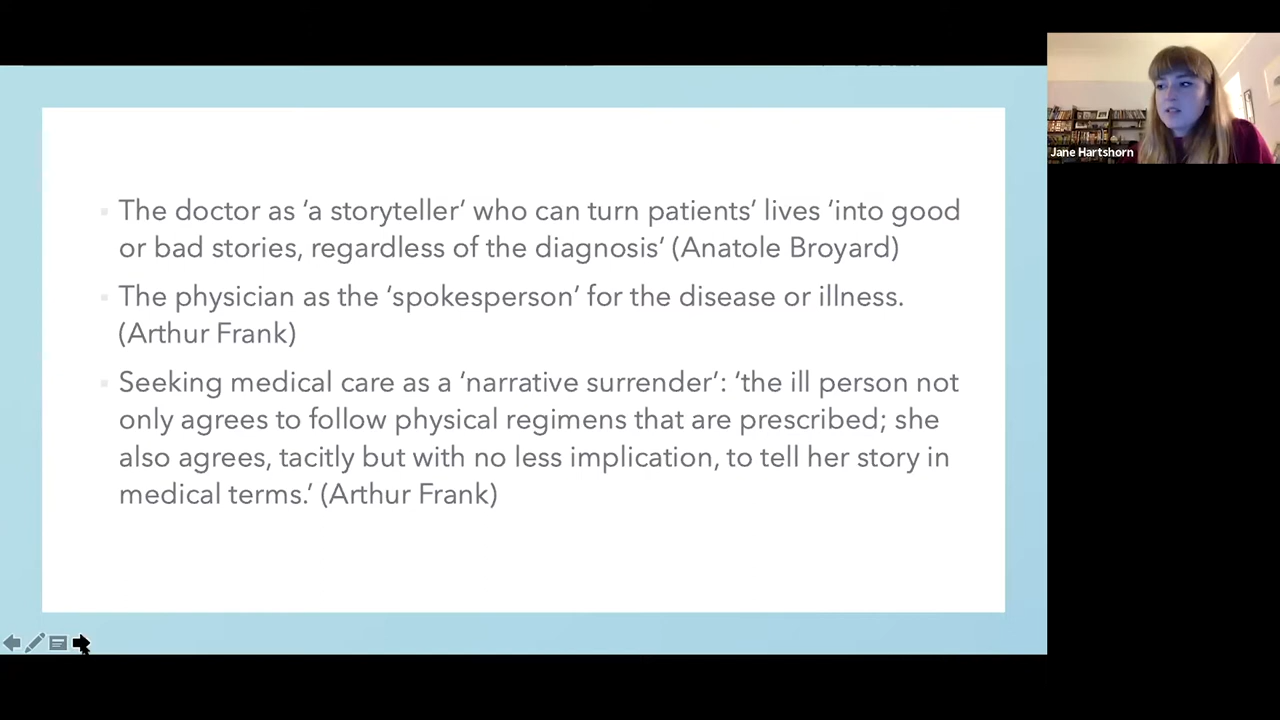 The doctor as ‘a storyteller’ who can turn patients’ lives ‘into good
or bad stories, regardless of the diagnosis’ (Anatole Broyard)
The physician as the ‘spokesperson’ for the disease or illness.
(Arthur Frank)
Seeking medical care as a ‘narrative surrender’: ‘the ill person not
only agrees to follow physical regimens that are prescribed; she
also agrees, tacitly but with no less implication, to tell her story in
medical terms.’ (Arthur Frank)
Jane Hartshorn